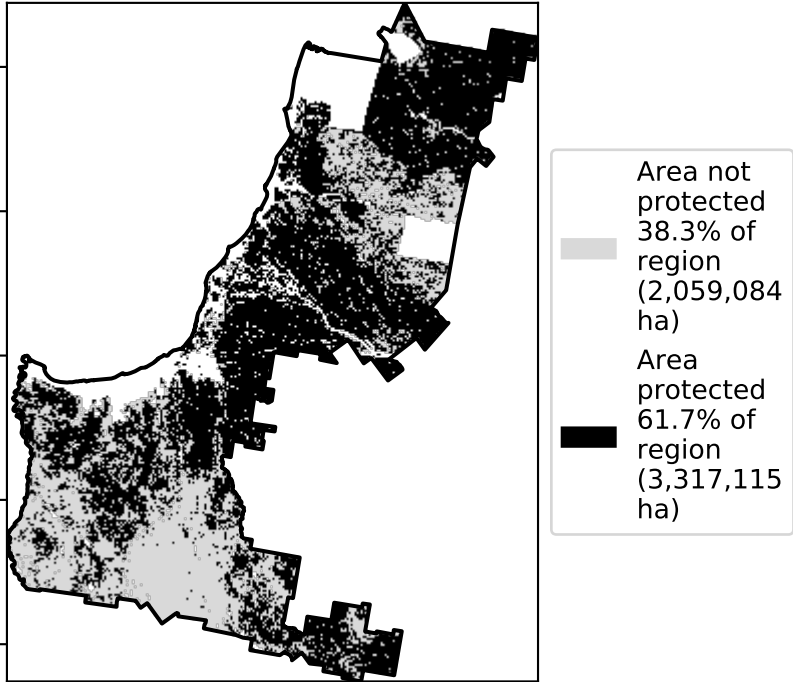 Area not
protected
38.3% of
region
(2,059,084
ha)
Area
protected
61.7% of
region
(3,317,115
ha)